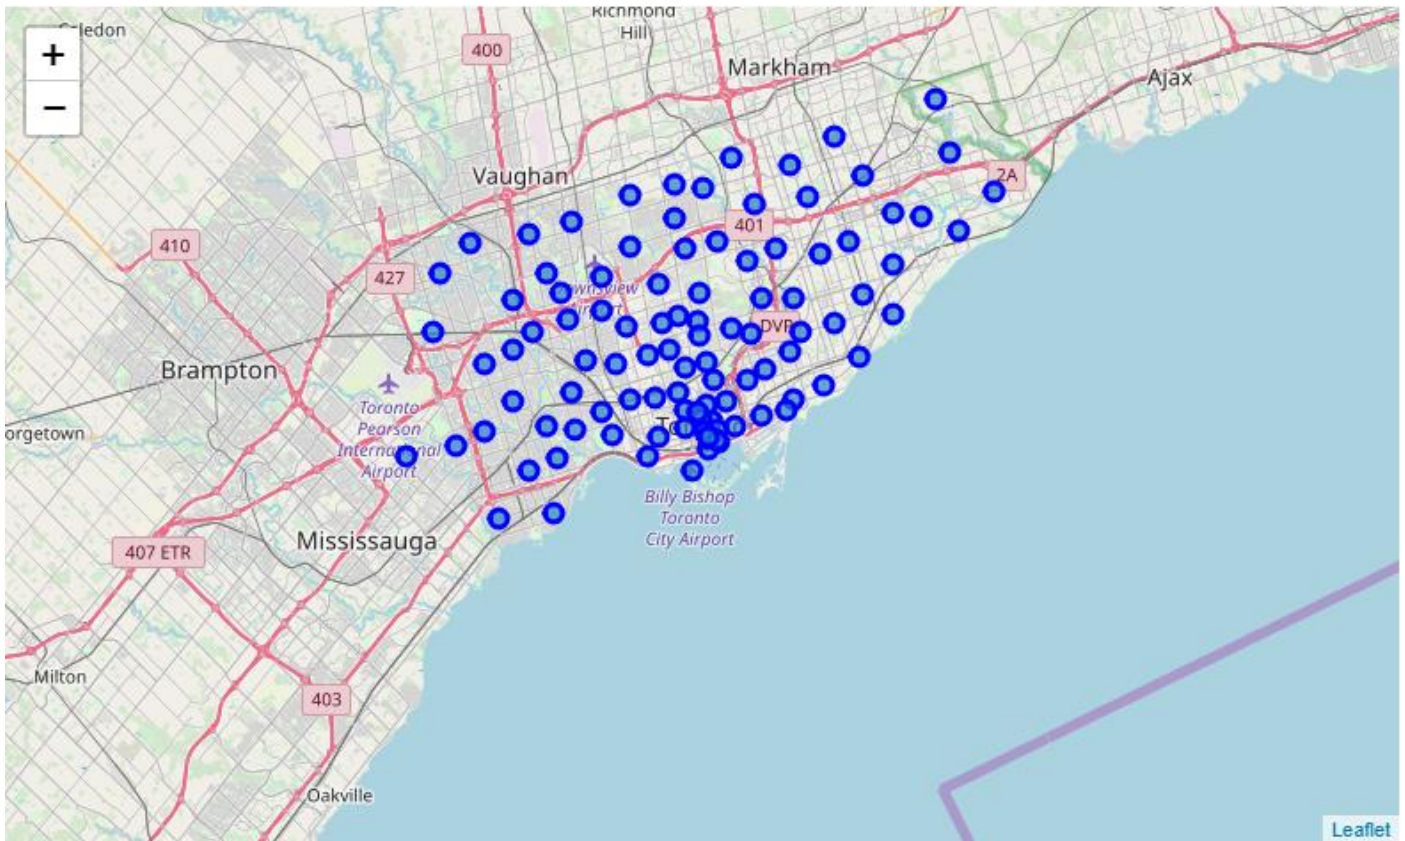 +
−
Richmond
Hill
400
Markham
Ajax
Vaughan
2A
401
410
427
DVP
Brampton
Toronto
Pearson
International
Airport
Billy Bishop
Toronto
City Airport
Mississauga
407 ETR
Milton
403
Oakville
Leaflet